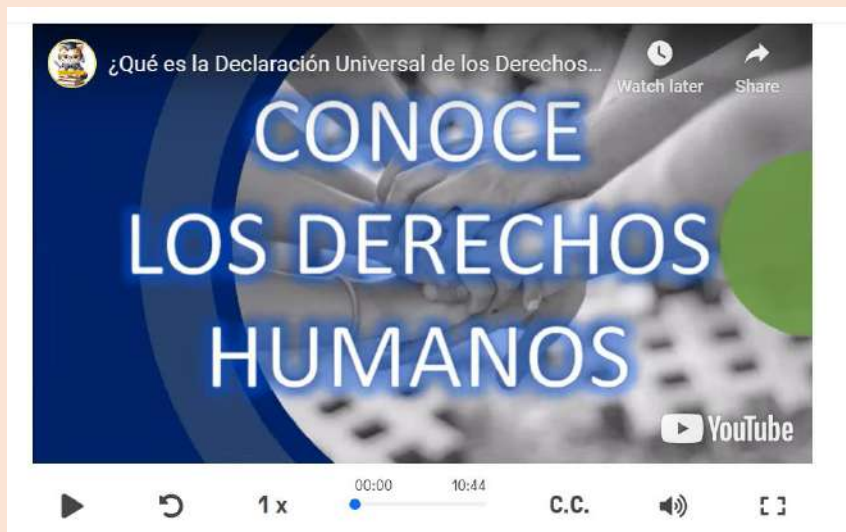 ¿Qué es la Declaración Universal de los Derechos...
Watch later
Share
CONOCE
LOS DERECHOS
HUMANOS
YouTube
00:00
10:44
1 x
C.C.